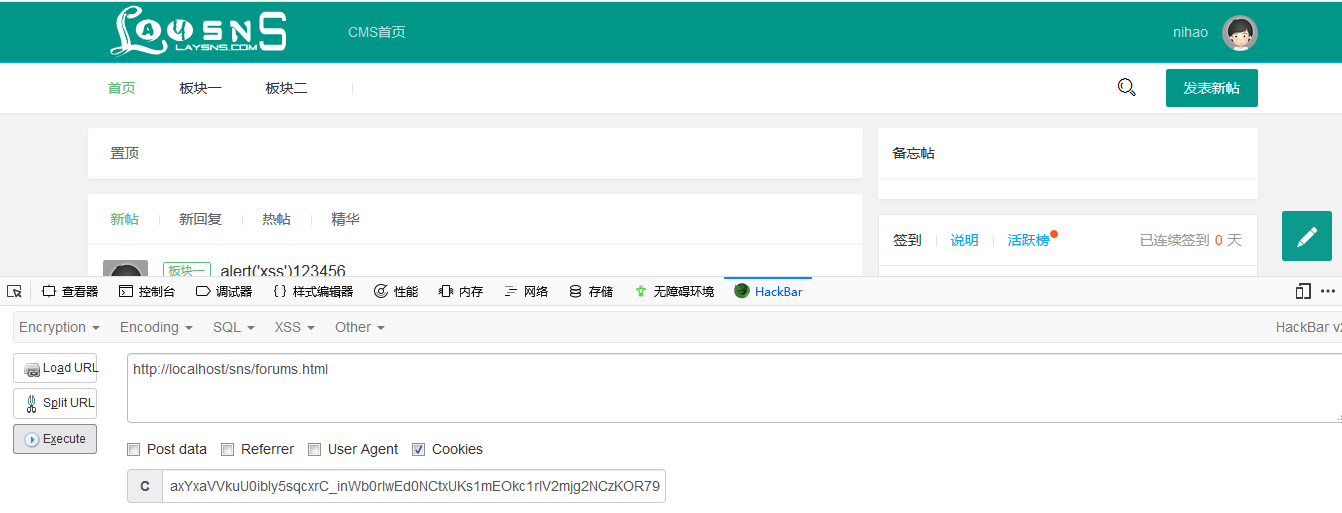 LAYSNS
LAYSNS.COM
CMS首页
nihao
首页 板块一 板块二
发表新帖
置顶
备忘帖
新帖 新回复 热帖 精华
签到 说明 活跃榜 已连续签到 0 天
板块一 alert('xss')123456
查看器 控制台 调试器 { } 样式编辑器 性能 内存 网络 存储 无障碍环境 HackBar
Encryption Encoding SQL XSS Other HackBar v2
Load URL
Split URL
Execute
http://localhost/sns/forums.html
Post data Referrer User Agent Cookies
C axYxaVVkuU0ibly5sqcxrC_inWb0rlwEd0NCtxUKs1mEOkc1rlV2mjg2NCzKOR79